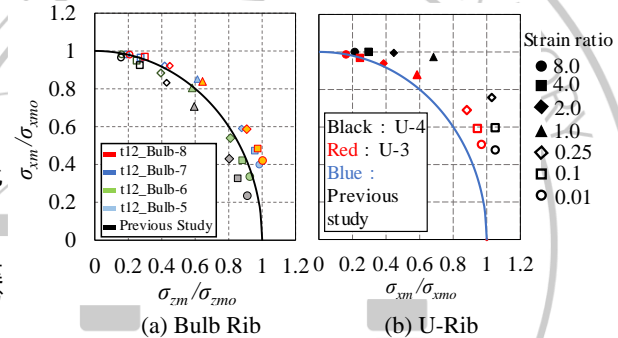 1.2
1
0.8
0.6
0.4
0.2
0
σxm/σxmo
t12_Bulb-8
t12_Bulb-7
t12_Bulb-6
t12_Bulb-5
Previous Study
0 0.2 0.4 0.6 0.8 1 1.2
σzm/σzmo
(a) Bulb Rib
Black : U-4
Red : U-3
Blue :
Previous
study
0 0.2 0.4 0.6 0.8 1 1.2
σxm/σxmo
(b) U-Rib
Strain ratio
8.0
4.0
2.0
1.0
0.25
0.1
0.01